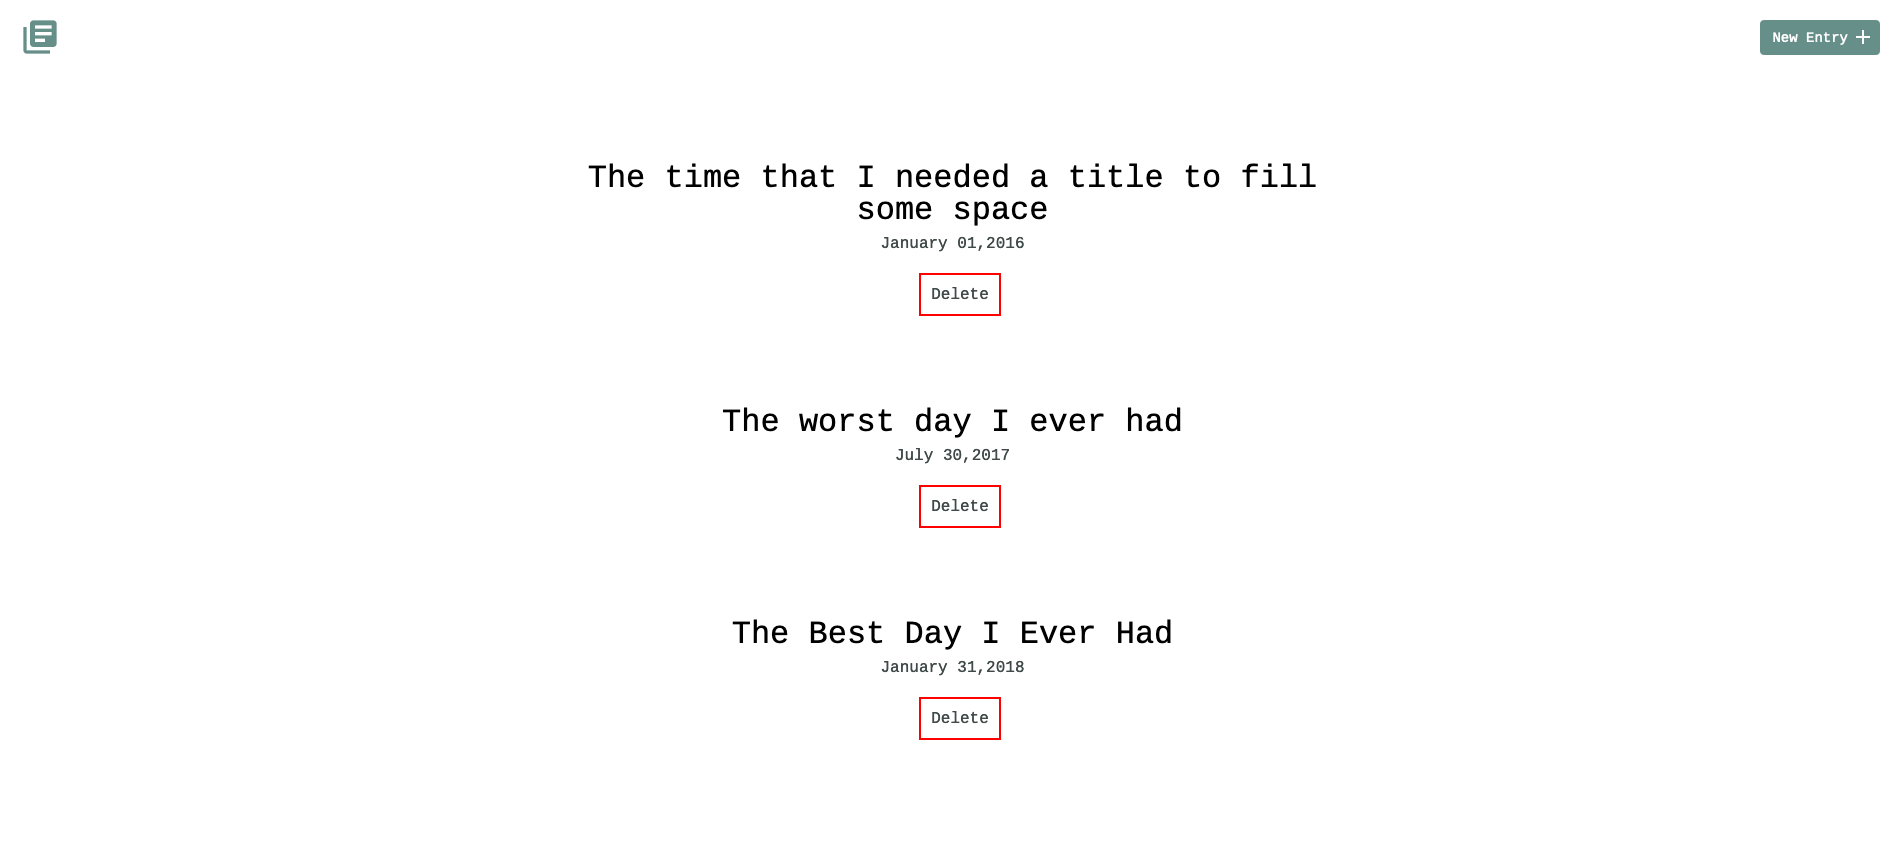 New Entry
The time that I needed a title to fill
some space
January 01,2016
Delete
The worst day I ever had
July 30,2017
Delete
The Best Day I Ever Had
January 31,2018
Delete